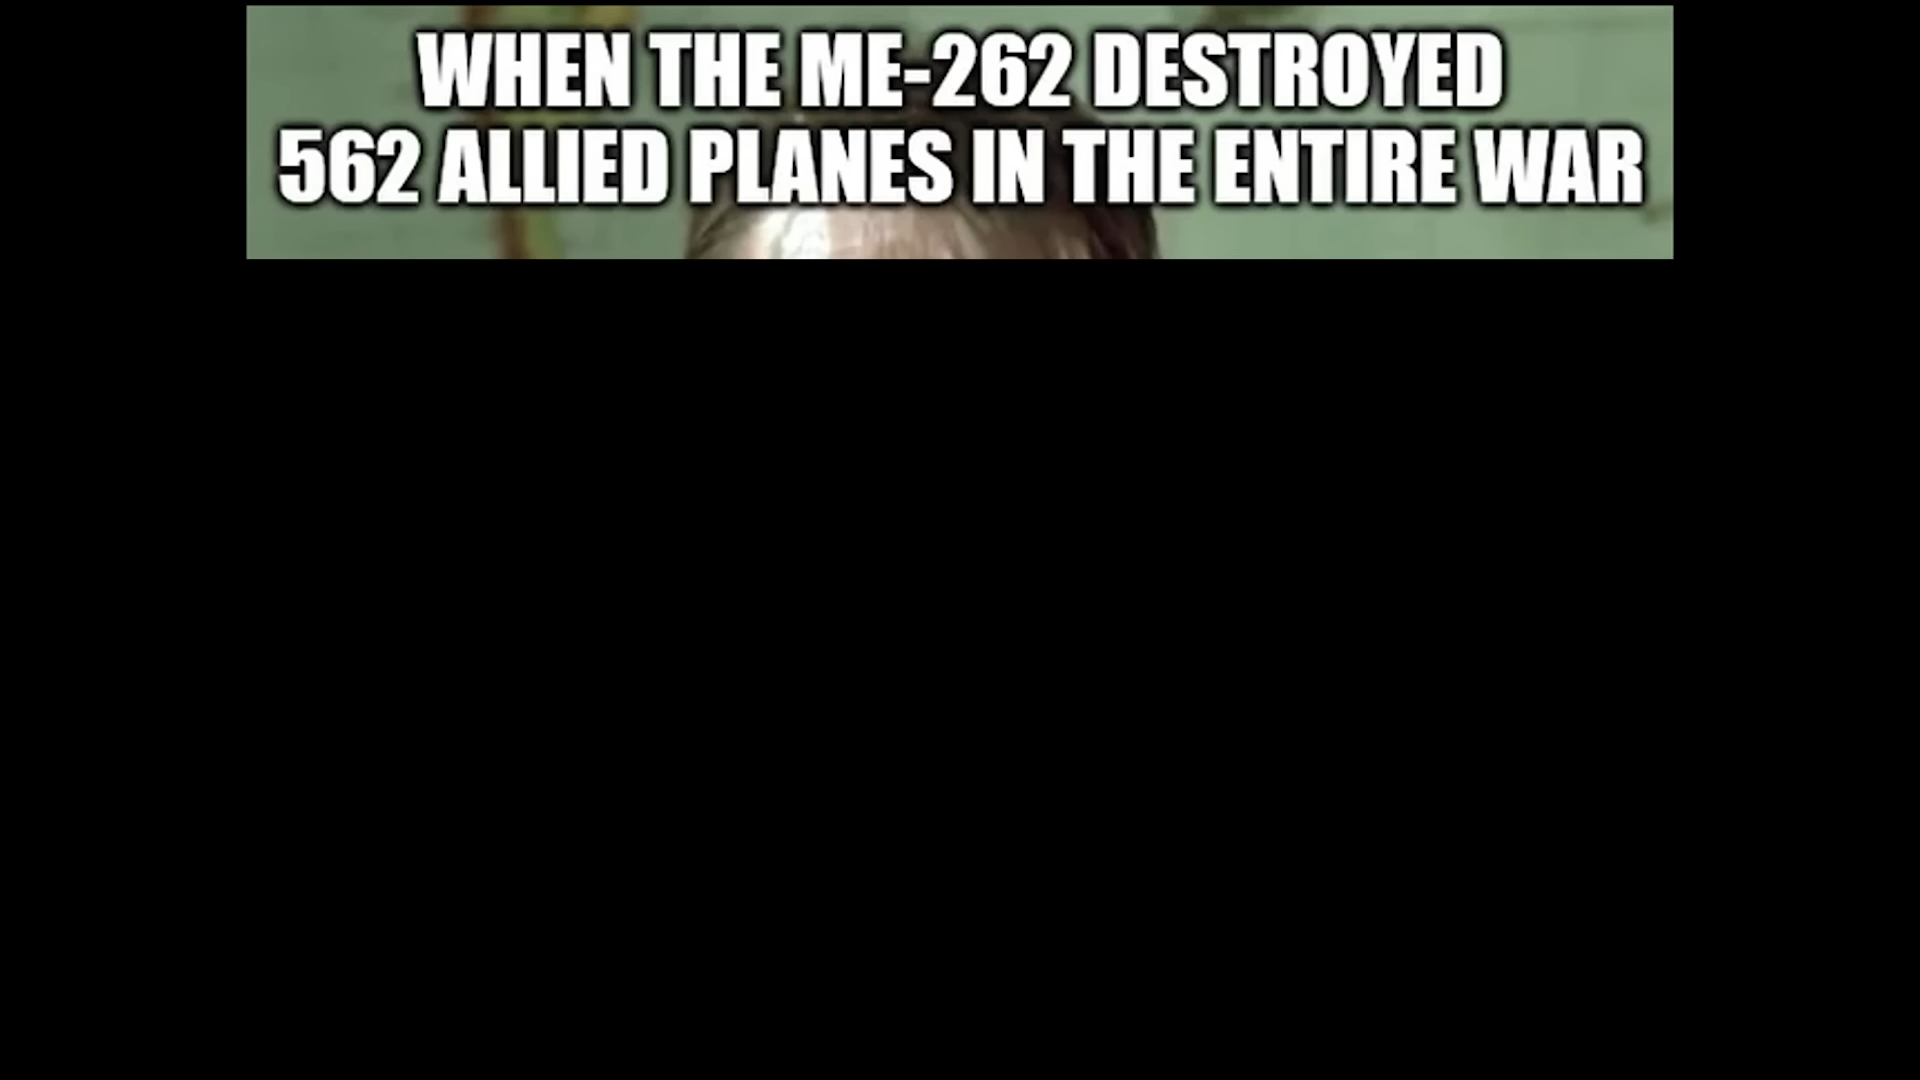 WHEN THE ME-262 DESTROYED
562 ALLIED PLANES IN THE ENTIRE WAR